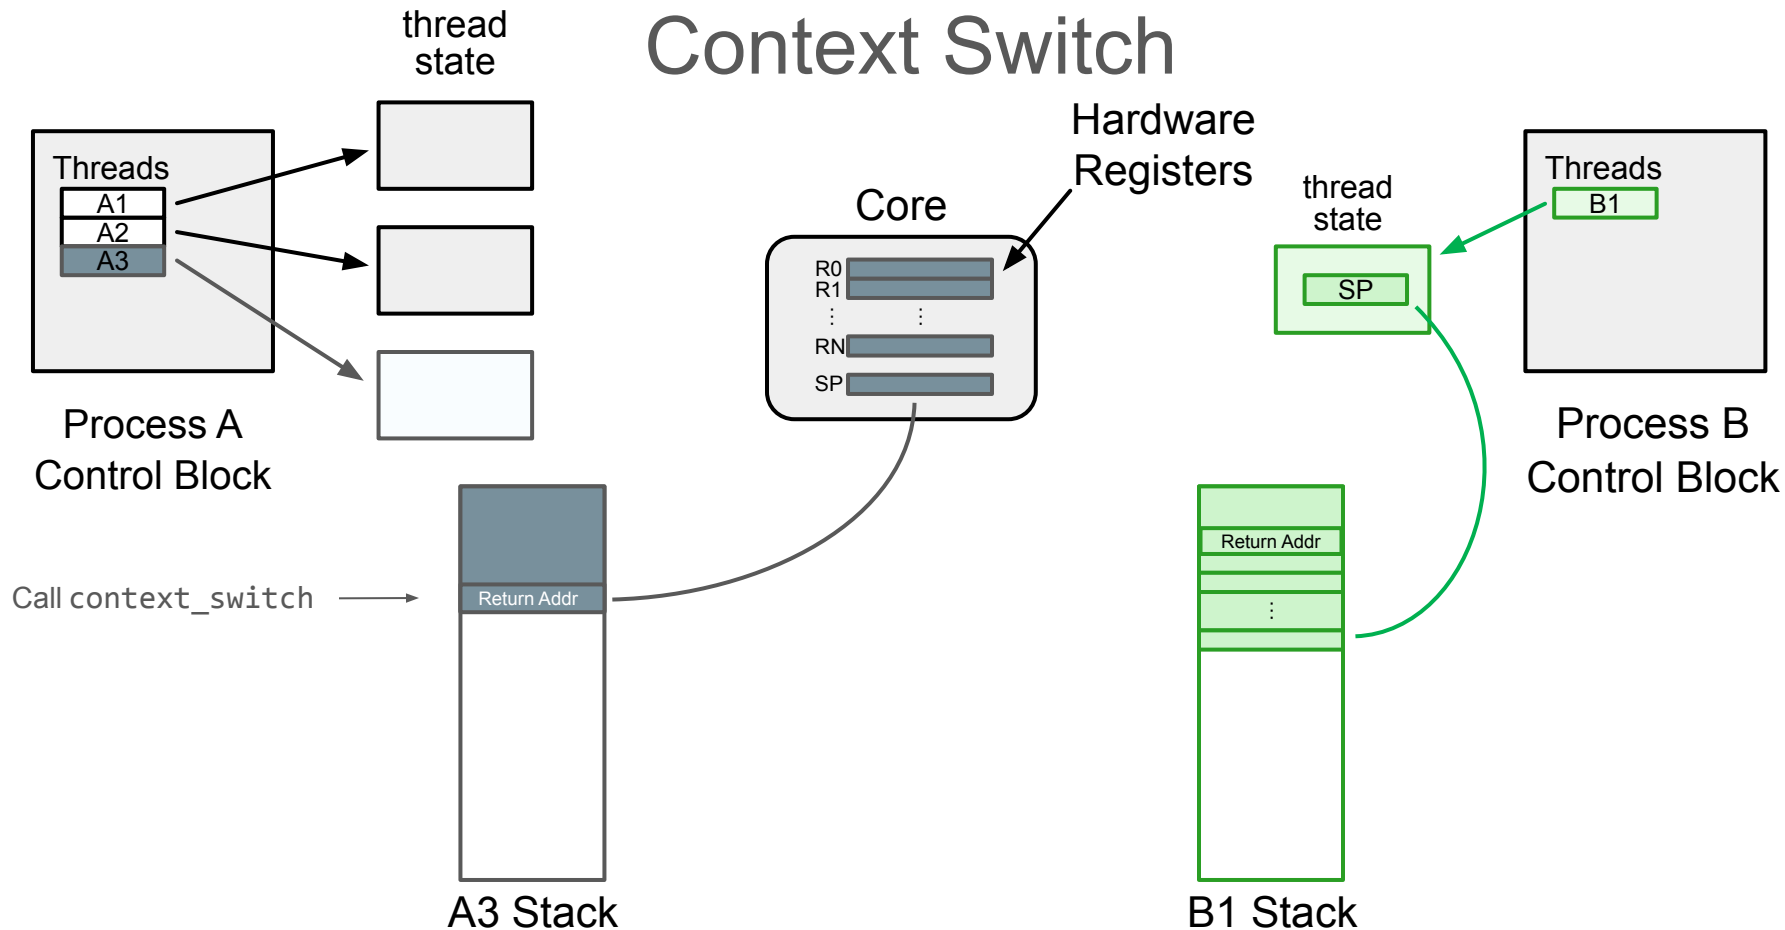 Context Switch
thread
state
Threads
A1
A2
A3
Process A
Control Block
Core
R0
R1
⋮ ⋮
RN
SP
Hardware
Registers
thread
state
SP
Threads
B1
Process B
Control Block
Call context_switch
Return Addr
A3 Stack
Return Addr
⋮
B1 Stack